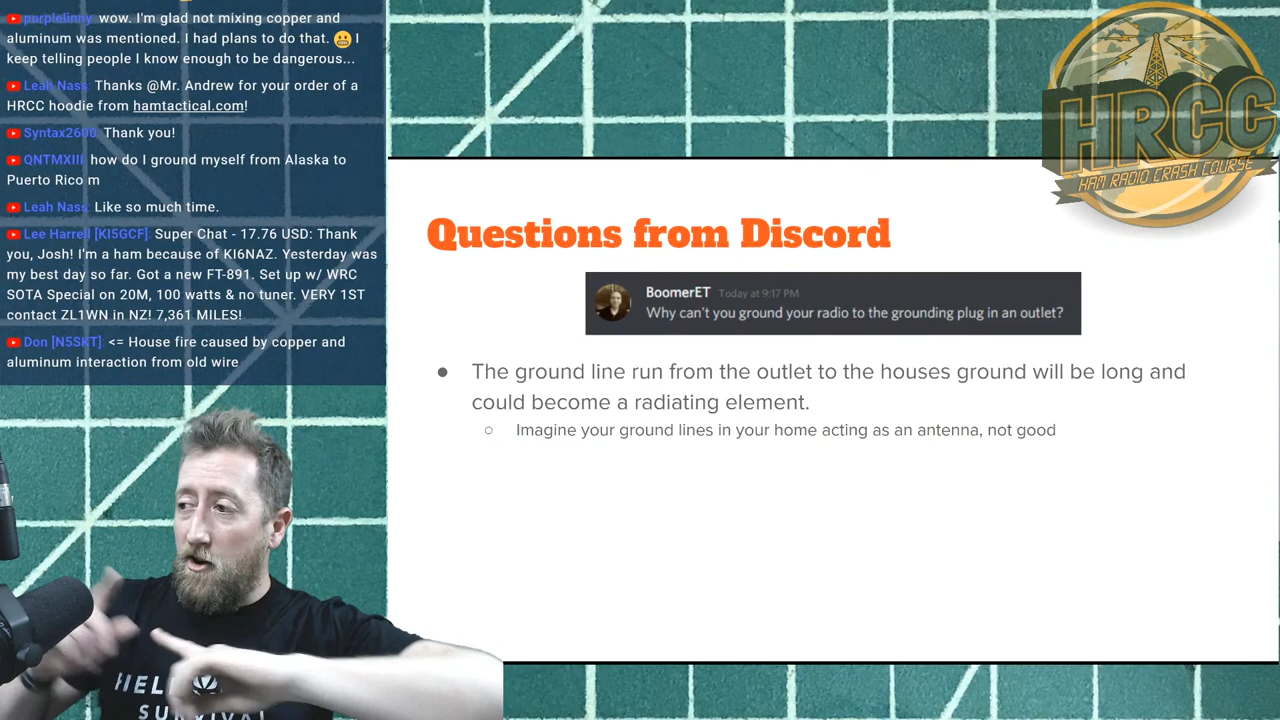 purplelinny wow. I'm glad not mixing copper and
aluminum was mentioned. I had plans to do that. 😬 I
keep telling people I know enough to be dangerous...
Leah Nass: Thanks @Mr. Andrew for your order of a
HRCC hoodie from hamtactical.com!
Syntax2600: Thank you!
QNTMXIII: how do I ground myself from Alaska to
Puerto Rico m
Leah Nass: Like so much time.
Lee Harrell [KI5GCF]: Super Chat - 17.76 USD: Thank
you, Josh! I'm a ham because of KI6NAZ. Yesterday was
my best day so far. Got a new FT-891. Set up w/ WRC
SOTA Special on 20M, 100 watts & no tuner. VERY 1ST
contact ZL1WN in NZ! 7,361 MILES!
Don [N5SKT]: <= House fire caused by copper and
aluminum interaction from old wire
HRCC
HAM RADIO CRASH COURSE
Questions from Discord
BoomerET Today at 9:17 PM
Why can't you ground your radio to the grounding plug in an outlet?
● The ground line run from the outlet to the houses ground will be long and
could become a radiating element.
○ Imagine your ground lines in your home acting as an antenna, not good
SURVIVAL